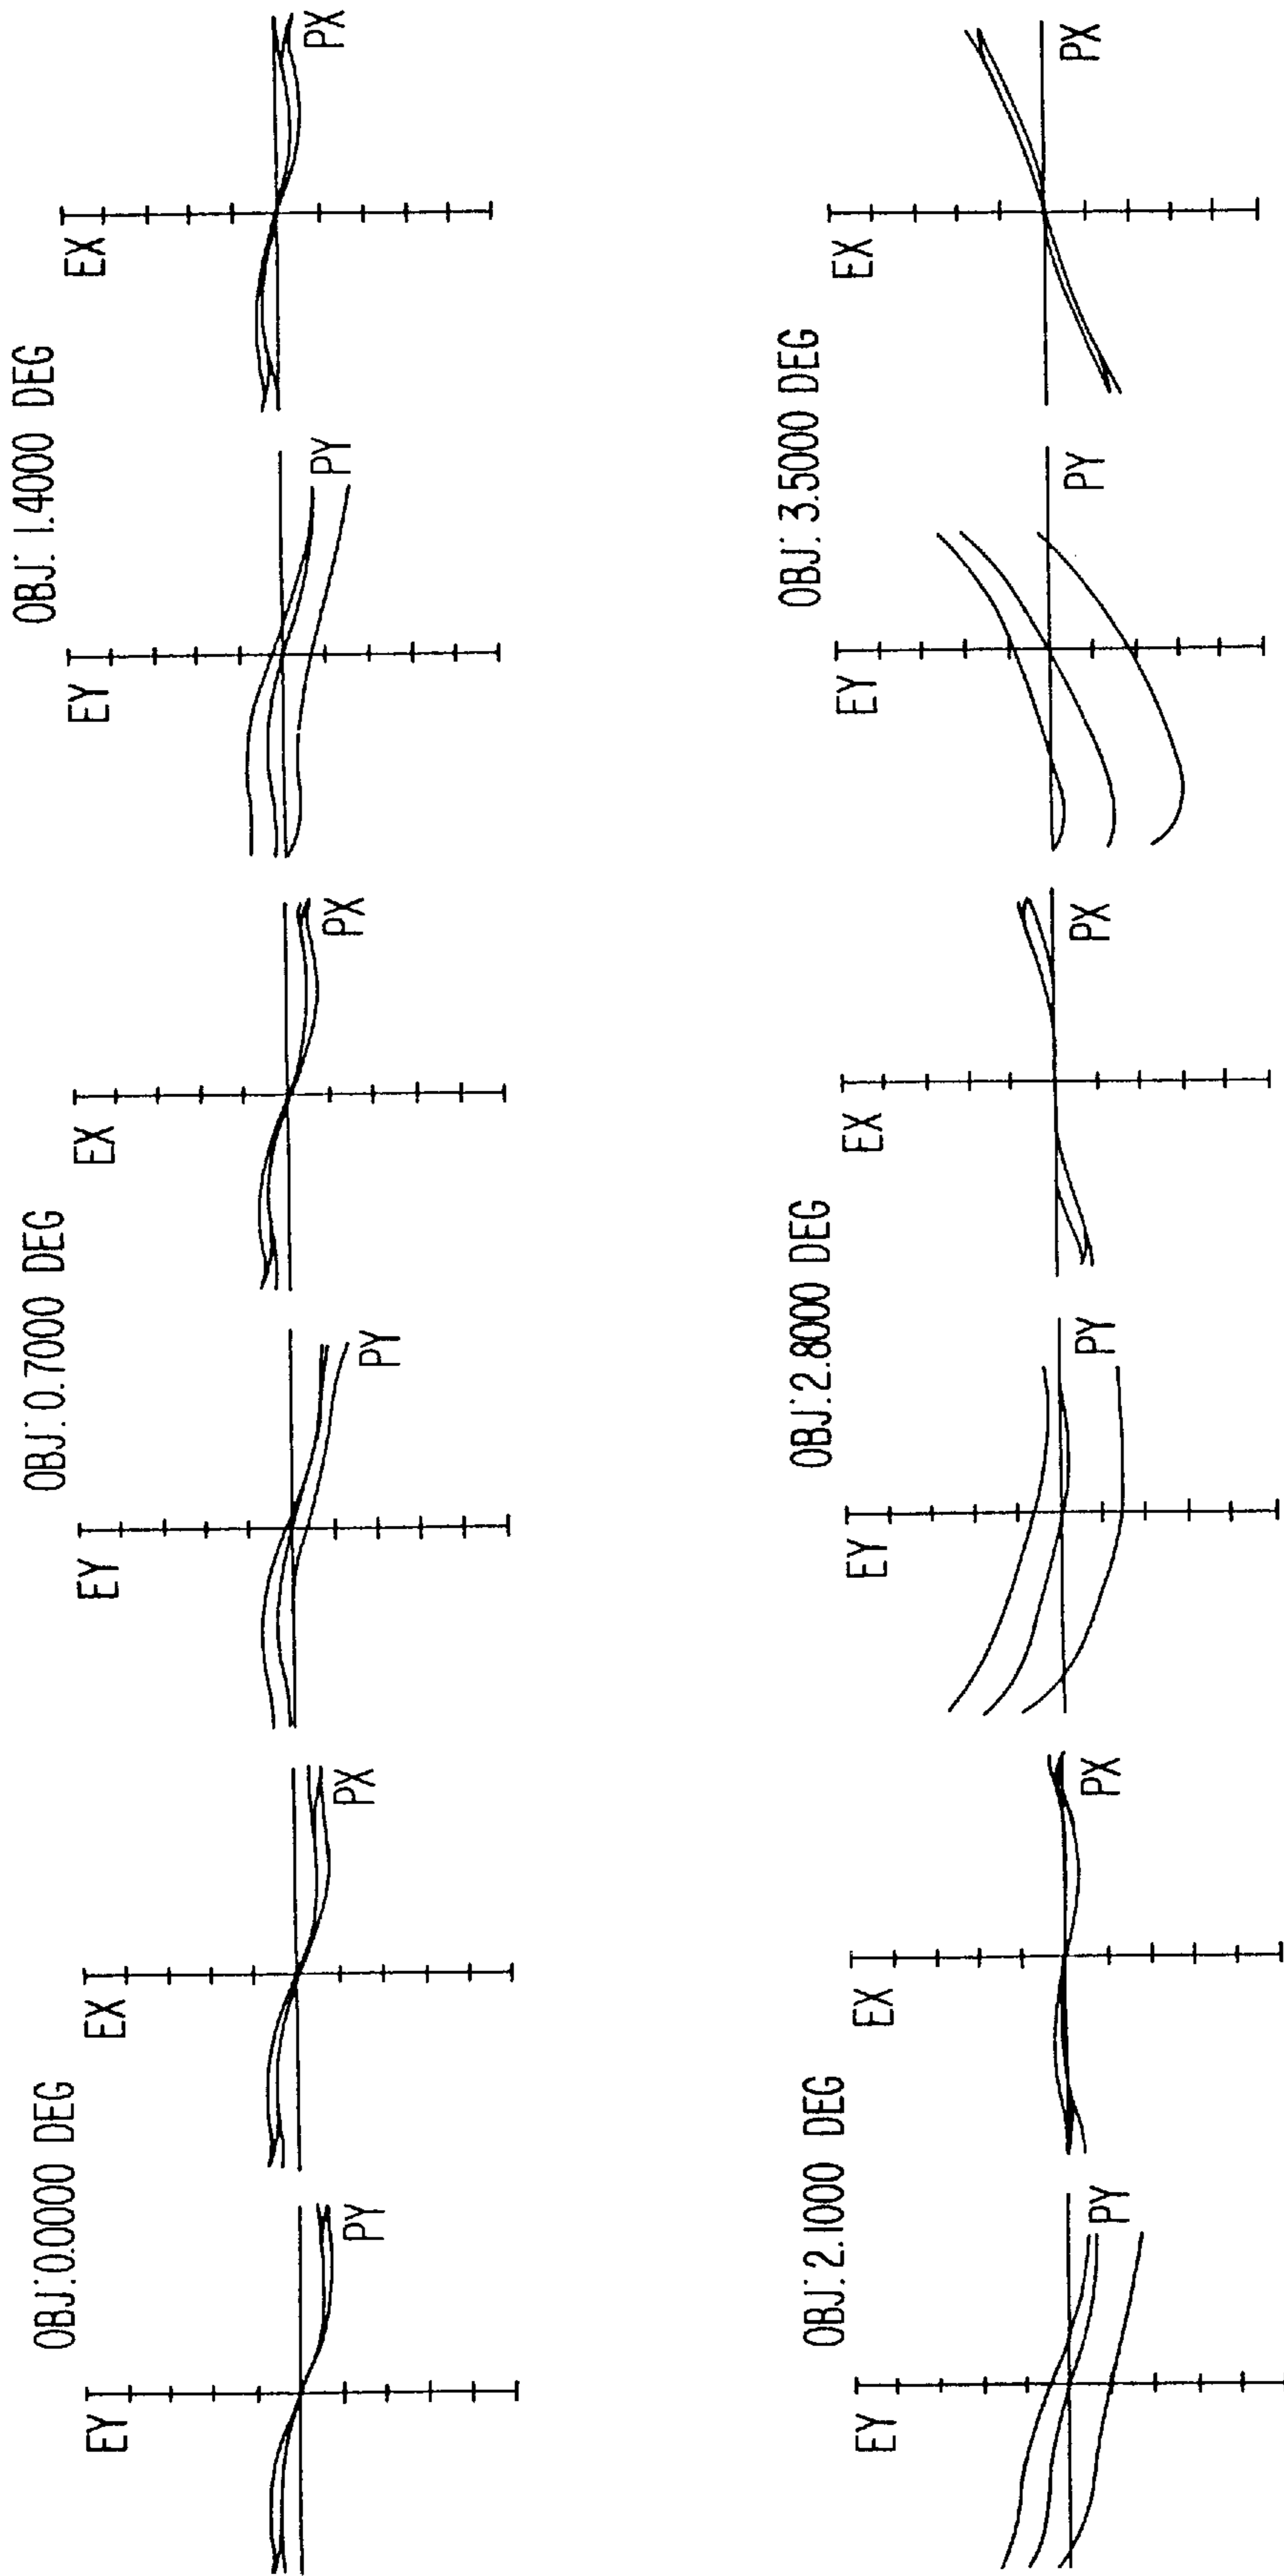 OBJ: 0.0000 DEG
EY
PY
EX
PX
OBJ: 0.7000 DEG
EY
PY
EX
PX
OBJ: 1.4000 DEG
EY
PY
EX
PX
OBJ: 2.1000 DEG
EY
PY
EX
PX
OBJ: 2.8000 DEG
EY
PY
EX
PX
OBJ: 3.5000 DEG
EY
PY
EX
PX